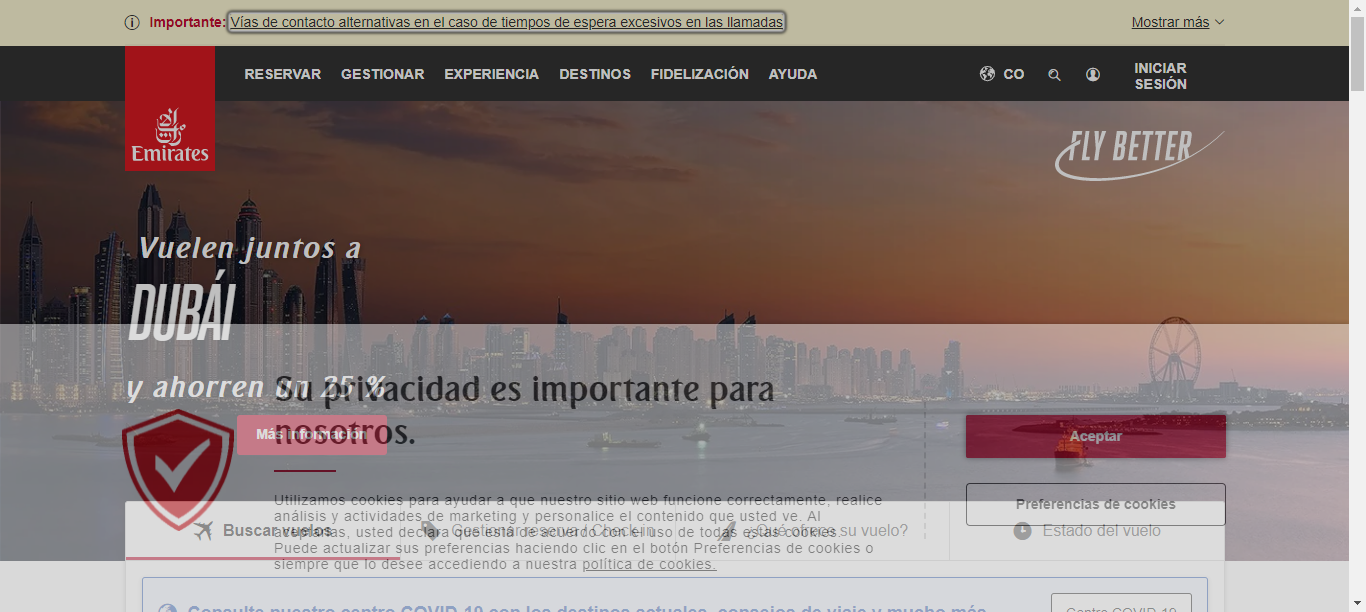 Importante: Vías de contacto alternativas en el caso de tiempos de espera excesivos en las llamadas
Mostrar más
RESERVAR GESTIONAR EXPERIENCIA DESTINOS FIDELIZACIÓN AYUDA
CO
INICIAR
SESIÓN
Emirates
FLY BETTER
Vuelen juntos a
DUBÁI
y ahorren un 25 %
Su privacidad es importante para
nosotros.
Más información
Aceptar
Preferencias de cookies
Utilizamos cookies para ayudar a que nuestro sitio web funcione correctamente, realice
análisis y actividades de marketing y personalice el contenido que usted ve. Al
aceptarlas, usted declara que está de acuerdo con el uso de todas estas cookies.
Puede actualizar sus preferencias haciendo clic en el botón Preferencias de cookies o
siempre que lo desee accediendo a nuestra política de cookies.
Buscar vuelos
Gestionar reserva / Check-in
¿Qué ofrece su vuelo?
Estado del vuelo
Consulte nuestro centro COVID-19 con los destinos actuales, consejos de viaje y mucho más
Centro COVID-19